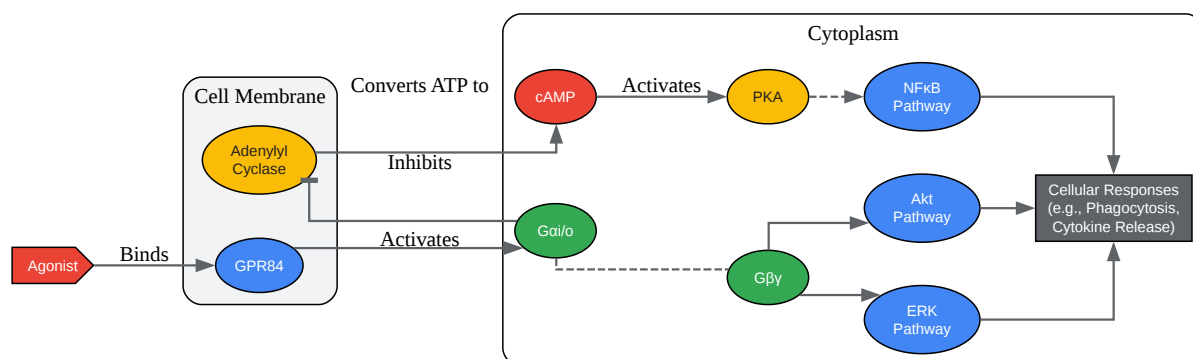 Cytoplasm
Cell Membrane
Converts ATP to
cAMP
Activates
PKA
NFκB
Pathway
Adenylyl
Cyclase
Inhibits
Cellular Responses
(e.g., Phagocytosis,
Cytokine Release)
Akt
Pathway
Gαi/o
Activates
Agonist
Binds
GPR84
Gβγ
ERK
Pathway